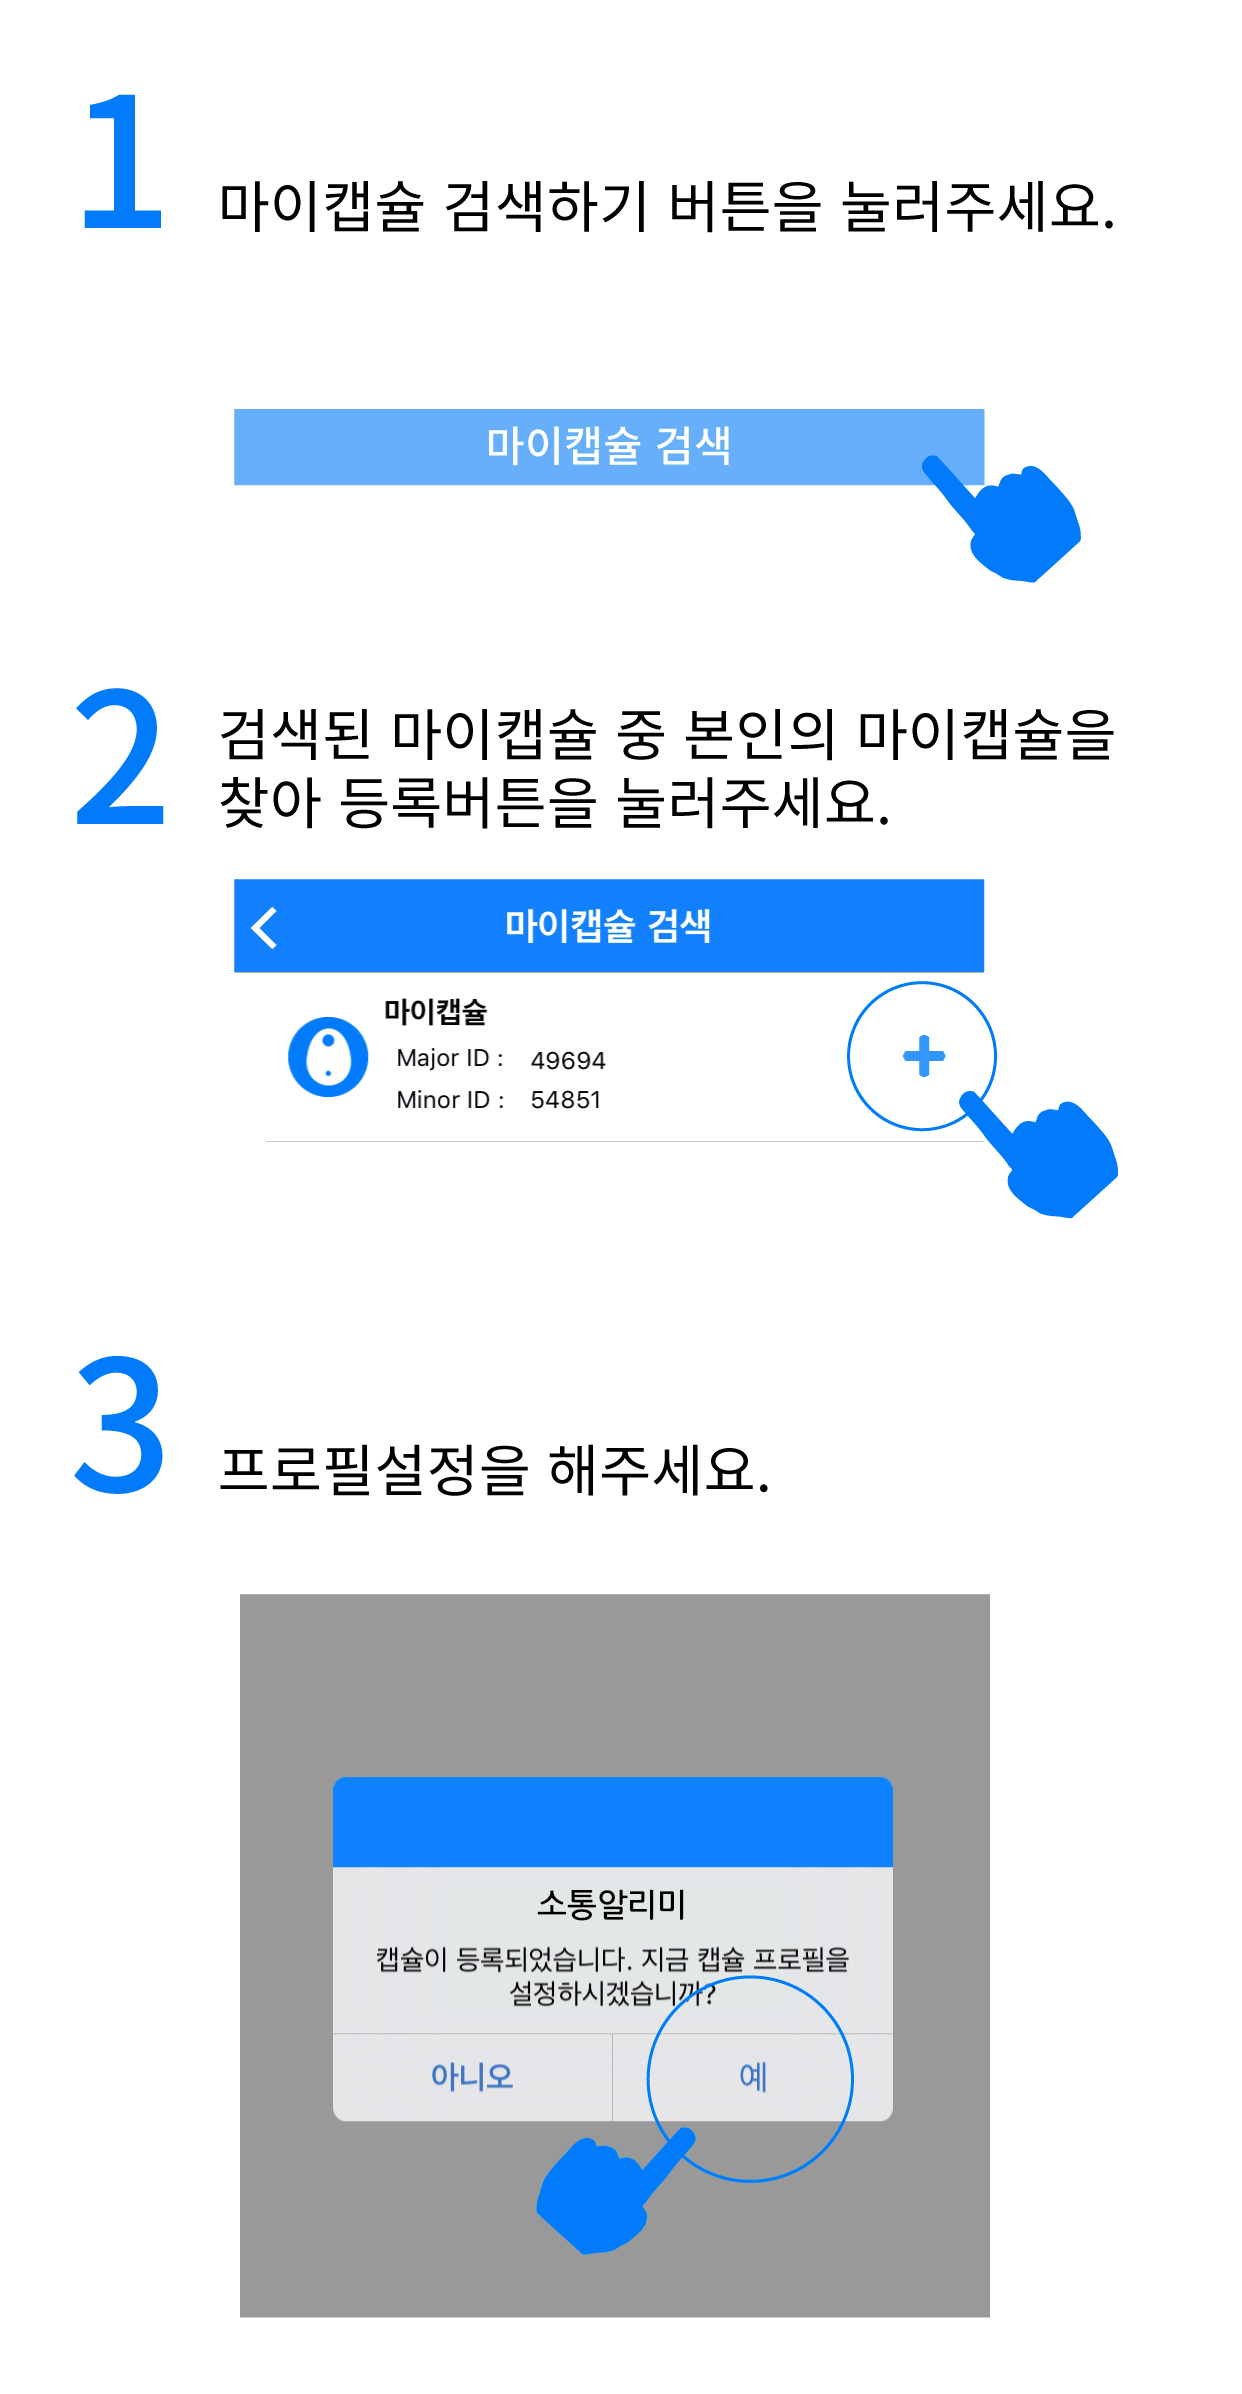 1
마이캡슐 검색하기 버튼을 눌러주세요.
마이캡슐 검색
2
검색된 마이캡슐 중 본인의 마이캡슐을
찾아 등록버튼을 눌러주세요.
마이캡슐 검색
마이캡슐
Major ID : 49694
Minor ID : 54851
3
프로필설정을 해주세요.
소통알리미
캡슐이 등록되었습니다. 지금 캡슐 프로필을
설정하시겠습니까?
아니오 예